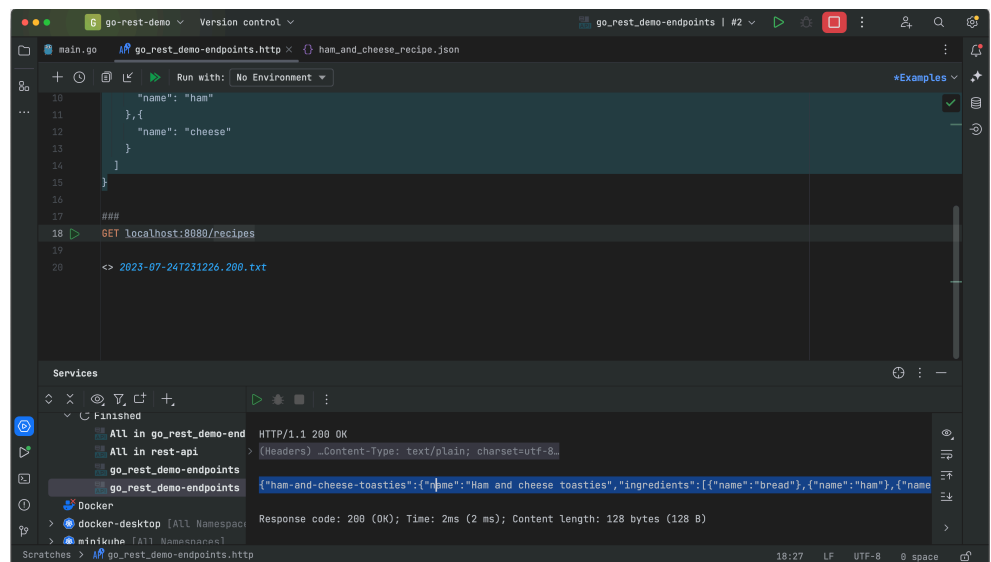 G go-rest-demo Version control go_rest_demo-endpoints | #2
main.go API go_rest_demo-endpoints.http {} ham_and_cheese_recipe.json
Run with: No Environment *Examples
10 "name": "ham"
11 },{
12 "name": "cheese"
13 }
14 ]
15 }
16
17 ###
18 GET localhost:8080/recipes
19
20 <> 2023-07-24T231226.200.txt
Services
Finished
All in go_rest_demo-end
All in rest-api
go_rest_demo-endpoints
go_rest_demo-endpoints
Docker
docker-desktop [All Namespace
minikube [All Namespaces]
HTTP/1.1 200 OK
(Headers) …Content-Type: text/plain; charset=utf-8…
{"ham-and-cheese-toasties":{"name":"Ham and cheese toasties","ingredients":[{"name":"bread"},{"name":"ham"},{"name
Response code: 200 (OK); Time: 2ms (2 ms); Content length: 128 bytes (128 B)
Scratches > API go_rest_demo-endpoints.http 18:27 LF UTF-8 0 space